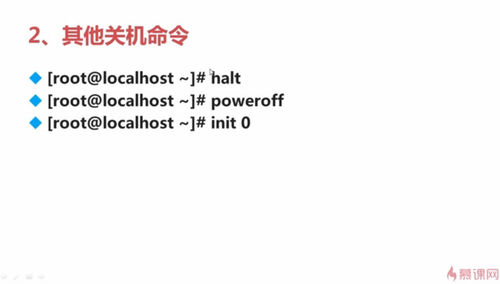 2、其他关机命令
[root@localhost ~]# halt
[root@localhost ~]# poweroff
[root@localhost ~]# init 0
慕课网